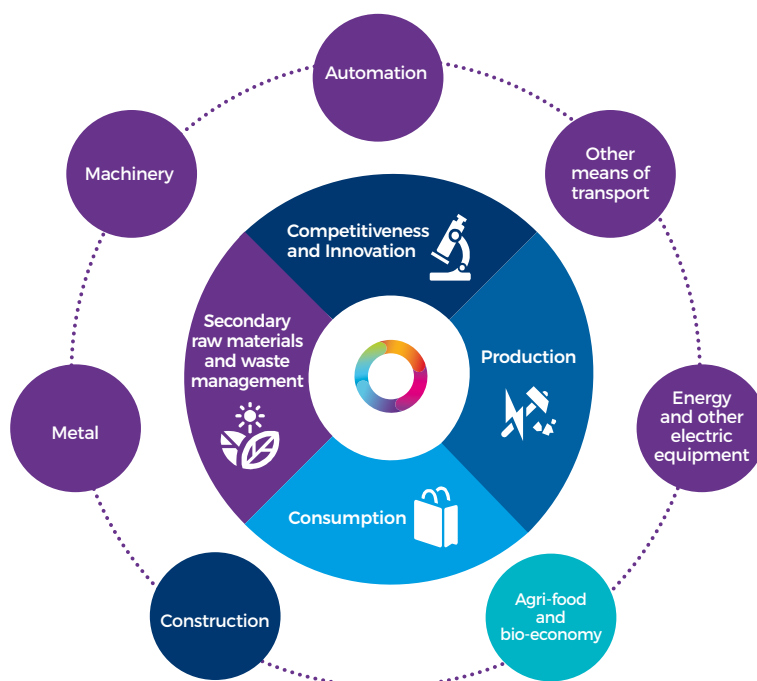 Automation
Machinery
Other
means of
transport
Competitiveness
and Innovation
Secondary
raw materials
and waste
management
Production
Metal
Energy
and other
electric
equipment
Consumption
Construction
Agri-food
and
bio-economy